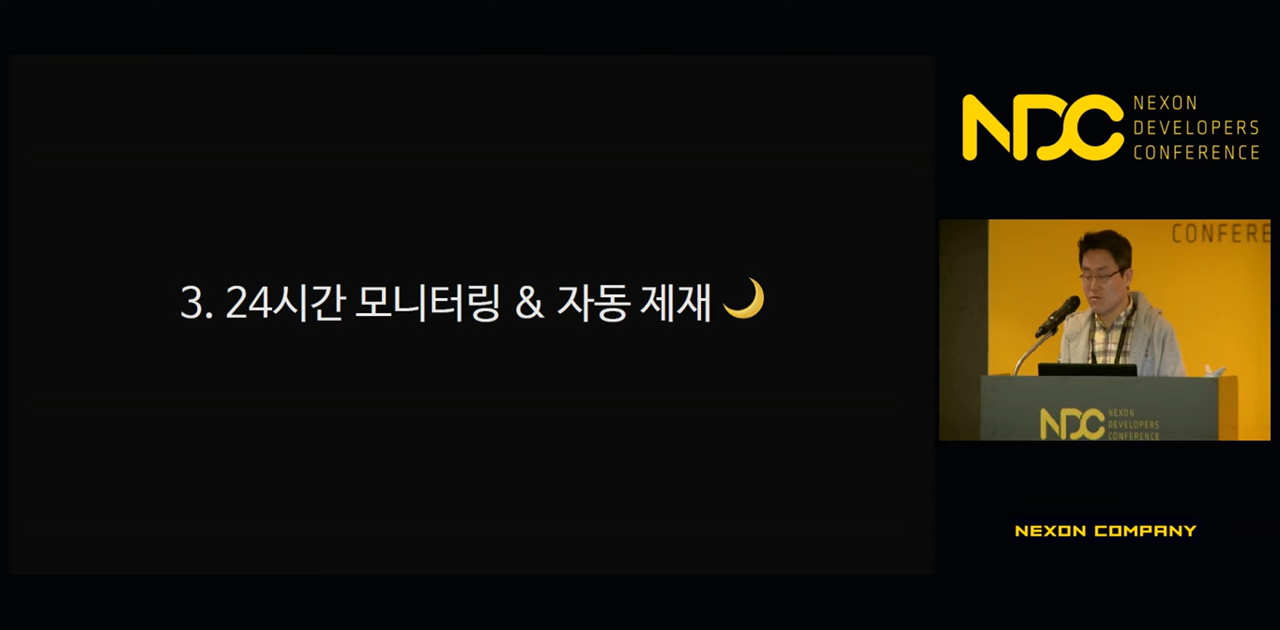 3. 24시간 모니터링 & 자동 제재 🌙
NDC
NEXON
DEVELOPERS
CONFERENCE
CONFERE
NDC
NEXON
DEVELOPERS
CONFERENCE
NEXON COMPANY